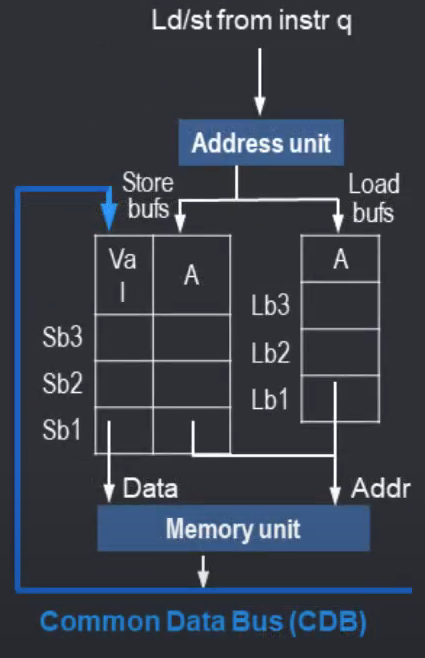 Ld/st from instr q
Address unit
Store
bufs
Load
bufs
Va
l
A
A
Sb3
Sb2
Sb1
Lb3
Lb2
Lb1
Data
Addr
Memory unit
Common Data Bus (CDB)